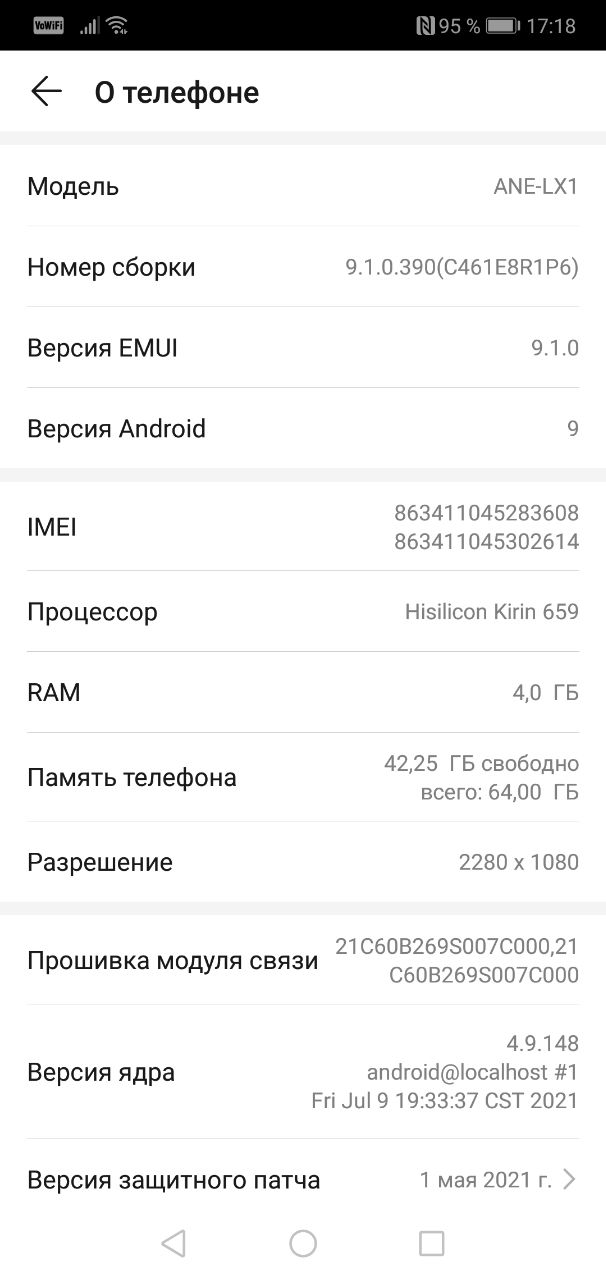 VoWiFi 95 % 17:18
О телефоне
Модель ANE-LX1
Номер сборки 9.1.0.390(C461E8R1P6)
Версия EMUI 9.1.0
Версия Android 9
IMEI 863411045283608
863411045302614
Процессор Hisilicon Kirin 659
RAM 4,0 ГБ
Память телефона 42,25 ГБ свободно
всего: 64,00 ГБ
Разрешение 2280 x 1080
Прошивка модуля связи 21C60B269S007C000,21
C60B269S007C000
Версия ядра 4.9.148
android@localhost #1
Fri Jul 9 19:33:37 CST 2021
Версия защитного патча 1 мая 2021 г.